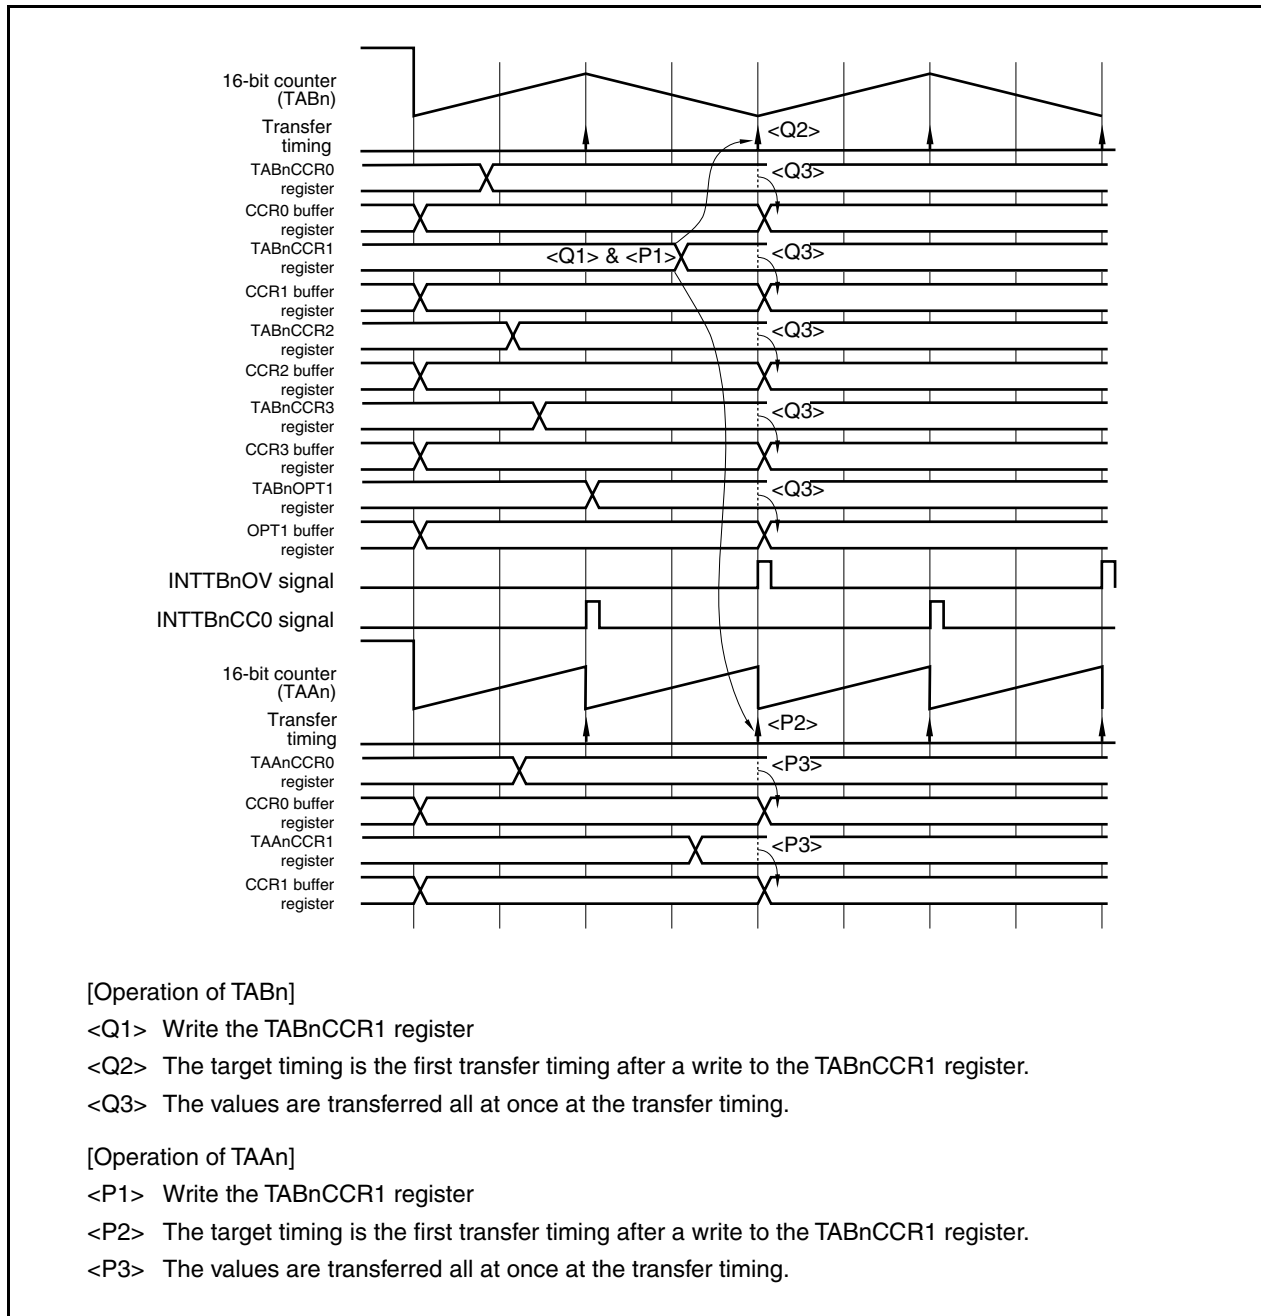 16-bit counter
(TABn)
Transfer
timing
<Q2>
TABnCCR0
register
<Q3>
CCR0 buffer
register
TABnCCR1
register
<Q1> & <P1>
<Q3>
CCR1 buffer
register
TABnCCR2
register
<Q3>
CCR2 buffer
register
TABnCCR3
register
<Q3>
CCR3 buffer
register
TABnOPT1
register
<Q3>
OPT1 buffer
register
INTTBnOV signal
INTTBnCC0 signal
16-bit counter
(TAAn)
Transfer
timing
<P2>
TAAnCCR0
register
<P3>
CCR0 buffer
register
TAAnCCR1
register
<P3>
CCR1 buffer
register
[Operation of TABn]
<Q1> Write the TABnCCR1 register
<Q2> The target timing is the first transfer timing after a write to the TABnCCR1 register.
<Q3> The values are transferred all at once at the transfer timing.
[Operation of TAAn]
<P1> Write the TABnCCR1 register
<P2> The target timing is the first transfer timing after a write to the TABnCCR1 register.
<P3> The values are transferred all at once at the transfer timing.